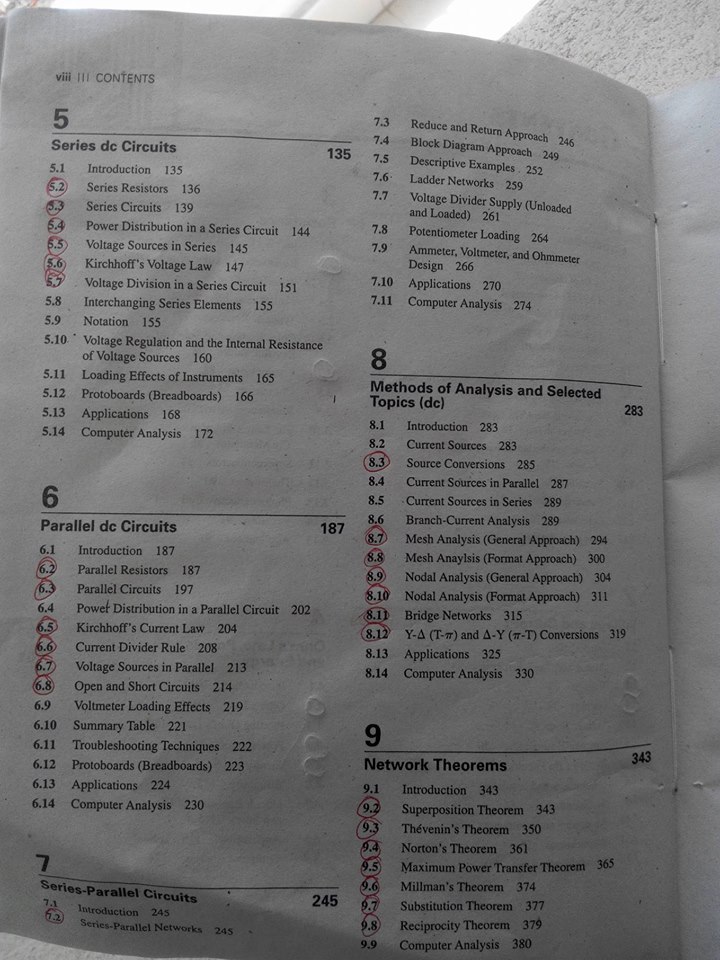 viii III CONTENTS
5
Series dc Circuits 135
5.1 Introduction 135
5.2 Series Resistors 136
5.3 Series Circuits 139
5.4 Power Distribution in a Series Circuit 144
5.5 Voltage Sources in Series 145
5.6 Kirchhoff's Voltage Law 147
5.7 Voltage Division in a Series Circuit 151
5.8 Interchanging Series Elements 155
5.9 Notation 155
5.10 Voltage Regulation and the Internal Resistance
of Voltage Sources 160
5.11 Loading Effects of Instruments 165
5.12 Protoboards (Breadboards) 166
5.13 Applications 168
5.14 Computer Analysis 172
6
Parallel dc Circuits 187
6.1 Introduction 187
6.2 Parallel Resistors 187
6.3 Parallel Circuits 197
6.4 Power Distribution in a Parallel Circuit 202
6.5 Kirchhoff's Current Law 204
6.6 Current Divider Rule 208
6.7 Voltage Sources in Parallel 213
6.8 Open and Short Circuits 214
6.9 Voltmeter Loading Effects 219
6.10 Summary Table 221
6.11 Troubleshooting Techniques 222
6.12 Protoboards (Breadboards) 223
6.13 Applications 224
6.14 Computer Analysis 230
7
Series-Parallel Circuits 245
7.1 Introduction 245
7.2 Series-Parallel Networks 245
7.3 Reduce and Return Approach 246
7.4 Block Diagram Approach 249
7.5 Descriptive Examples 252
7.6 Ladder Networks 259
7.7 Voltage Divider Supply (Unloaded
and Loaded) 261
7.8 Potentiometer Loading 264
7.9 Ammeter, Voltmeter, and Ohmmeter
Design 266
7.10 Applications 270
7.11 Computer Analysis 274
8
Methods of Analysis and Selected
Topics (dc) 283
8.1 Introduction 283
8.2 Current Sources 283
8.3 Source Conversions 285
8.4 Current Sources in Parallel 287
8.5 Current Sources in Series 289
8.6 Branch-Current Analysis 289
8.7 Mesh Analysis (General Approach) 294
8.8 Mesh Anaylsis (Format Approach) 300
8.9 Nodal Analysis (General Approach) 304
8.10 Nodal Analysis (Format Approach) 311
8.11 Bridge Networks 315
8.12 Y-Δ (T-π) and Δ-Y (π-T) Conversions 319
8.13 Applications 325
8.14 Computer Analysis 330
9
Network Theorems 343
9.1 Introduction 343
9.2 Superposition Theorem 343
9.3 Thévenin's Theorem 350
9.4 Norton's Theorem 361
9.5 Maximum Power Transfer Theorem 365
9.6 Millman's Theorem 374
9.7 Substitution Theorem 377
9.8 Reciprocity Theorem 379
9.9 Computer Analysis 380